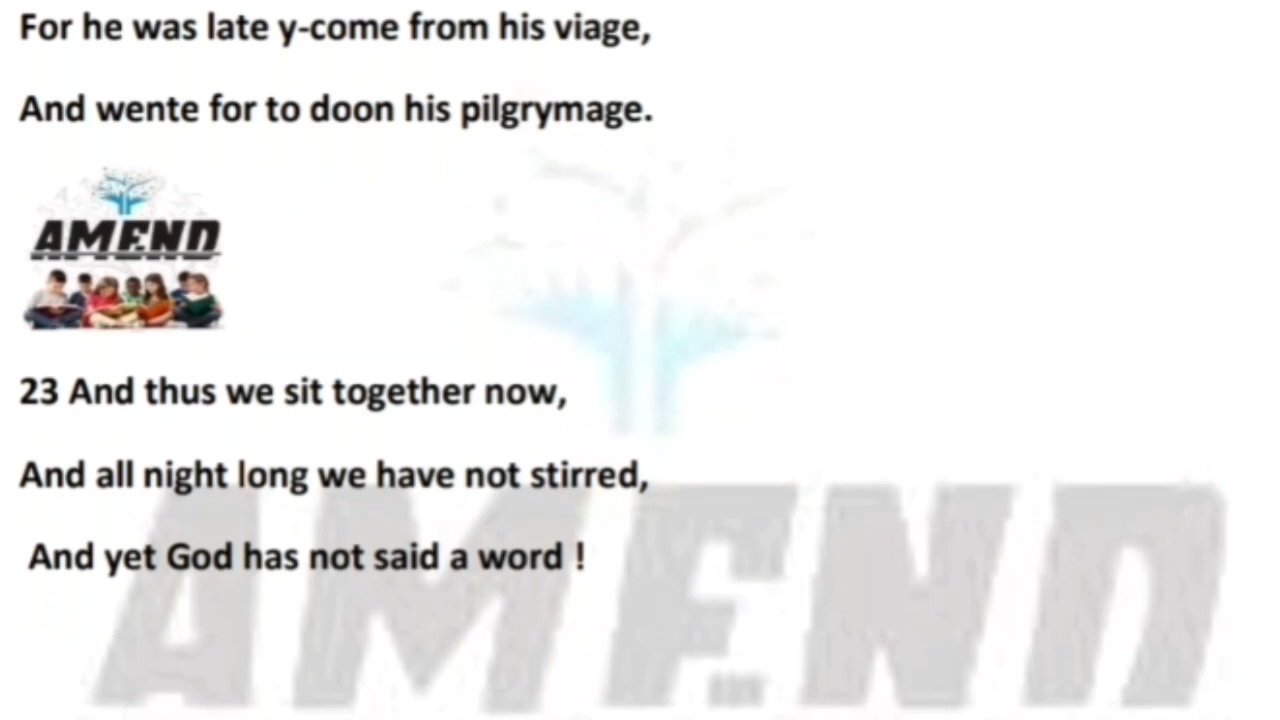 For he was late y-come from his viage,
And wente for to doon his pilgrymage.
AMEND
23 And thus we sit together now,
And all night long we have not stirred,
And yet God has not said a word !
AMEND